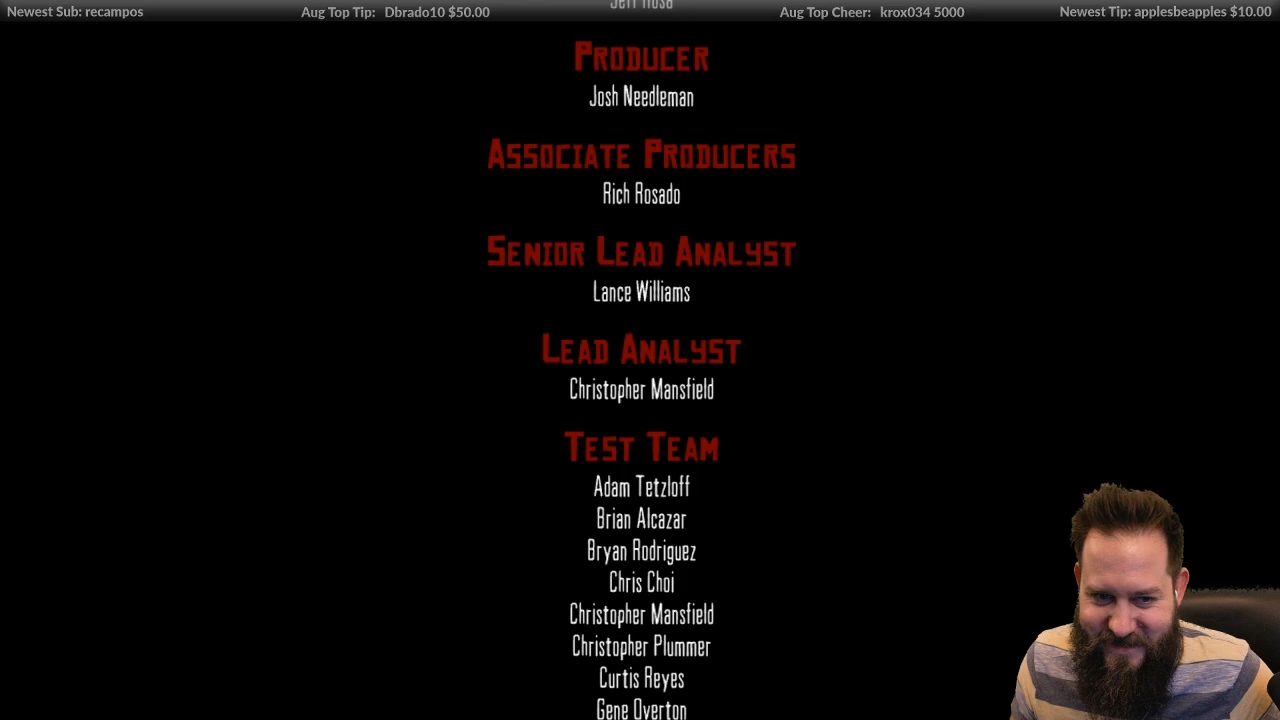 Newest Sub: recampos Aug Top Tip: Dbrado10 $50.00 Aug Top Cheer: krox034 5000 Newest Tip: applesbeapples $10.00
Jeff Rosa
Producer
Josh Needleman
Associate Producers
Rich Rosado
Senior Lead Analyst
Lance Williams
Lead Analyst
Christopher Mansfield
Test Team
Adam Tetzloff
Brian Alcazar
Bryan Rodriguez
Chris Choi
Christopher Mansfield
Christopher Plummer
Curtis Reyes
Gene Overton